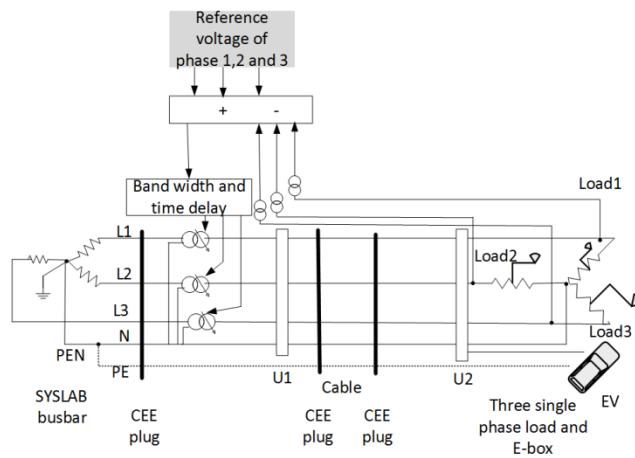 Reference
voltage of
phase 1,2 and 3
+ -
Load1
Band width and
time delay
L1
L2
Load2
L3
N
Load3
PEN
PE
U1
Cable
U2
EV
SYSLAB
busbar
CEE
plug
CEE
plug
CEE
plug
Three single
phase load and
E-box